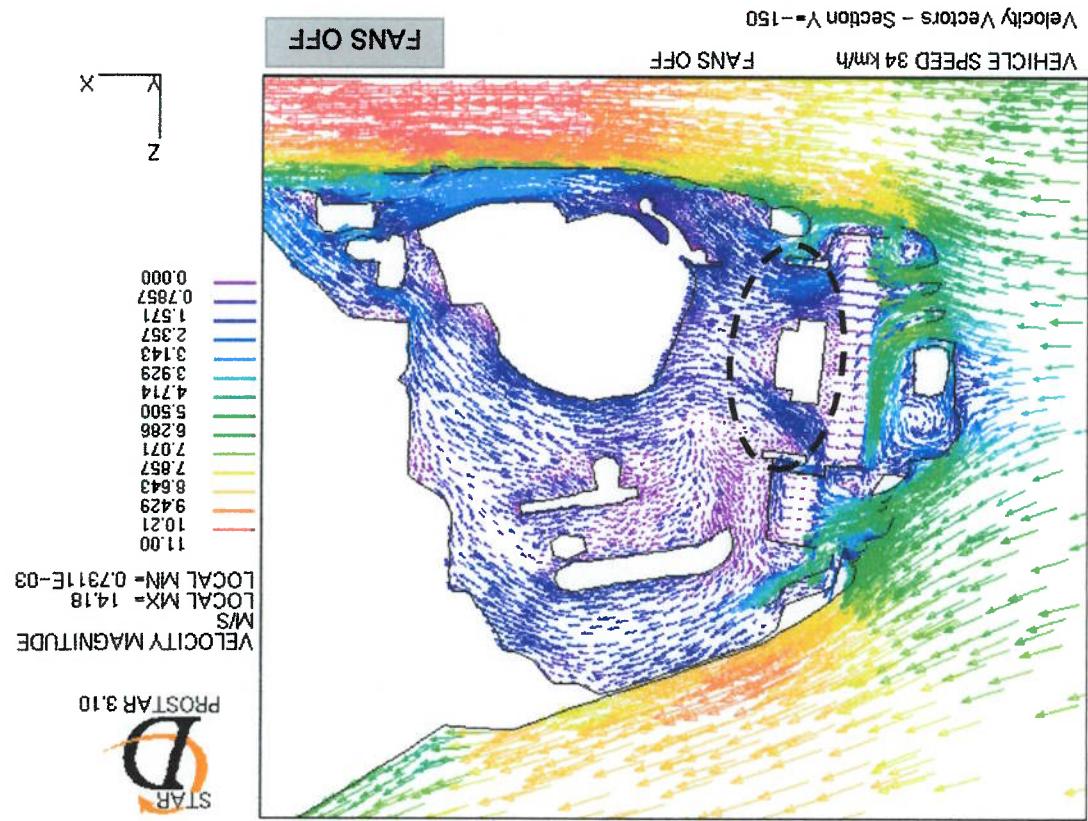 STAR
D
PROSTAR 3.10
VELOCITY MAGNITUDE
M/S
LOCAL MX= 14.18
LOCAL MN= 0.7311E-03
11.00
10.21
9.429
8.643
7.857
7.071
6.286
5.500
4.714
3.929
3.143
2.357
1.571
0.7857
0.000
Z
Y
X
VEHICLE SPEED 34 km/h FANS OFF
Velocity Vectors - Section Y=-150
FANS OFF